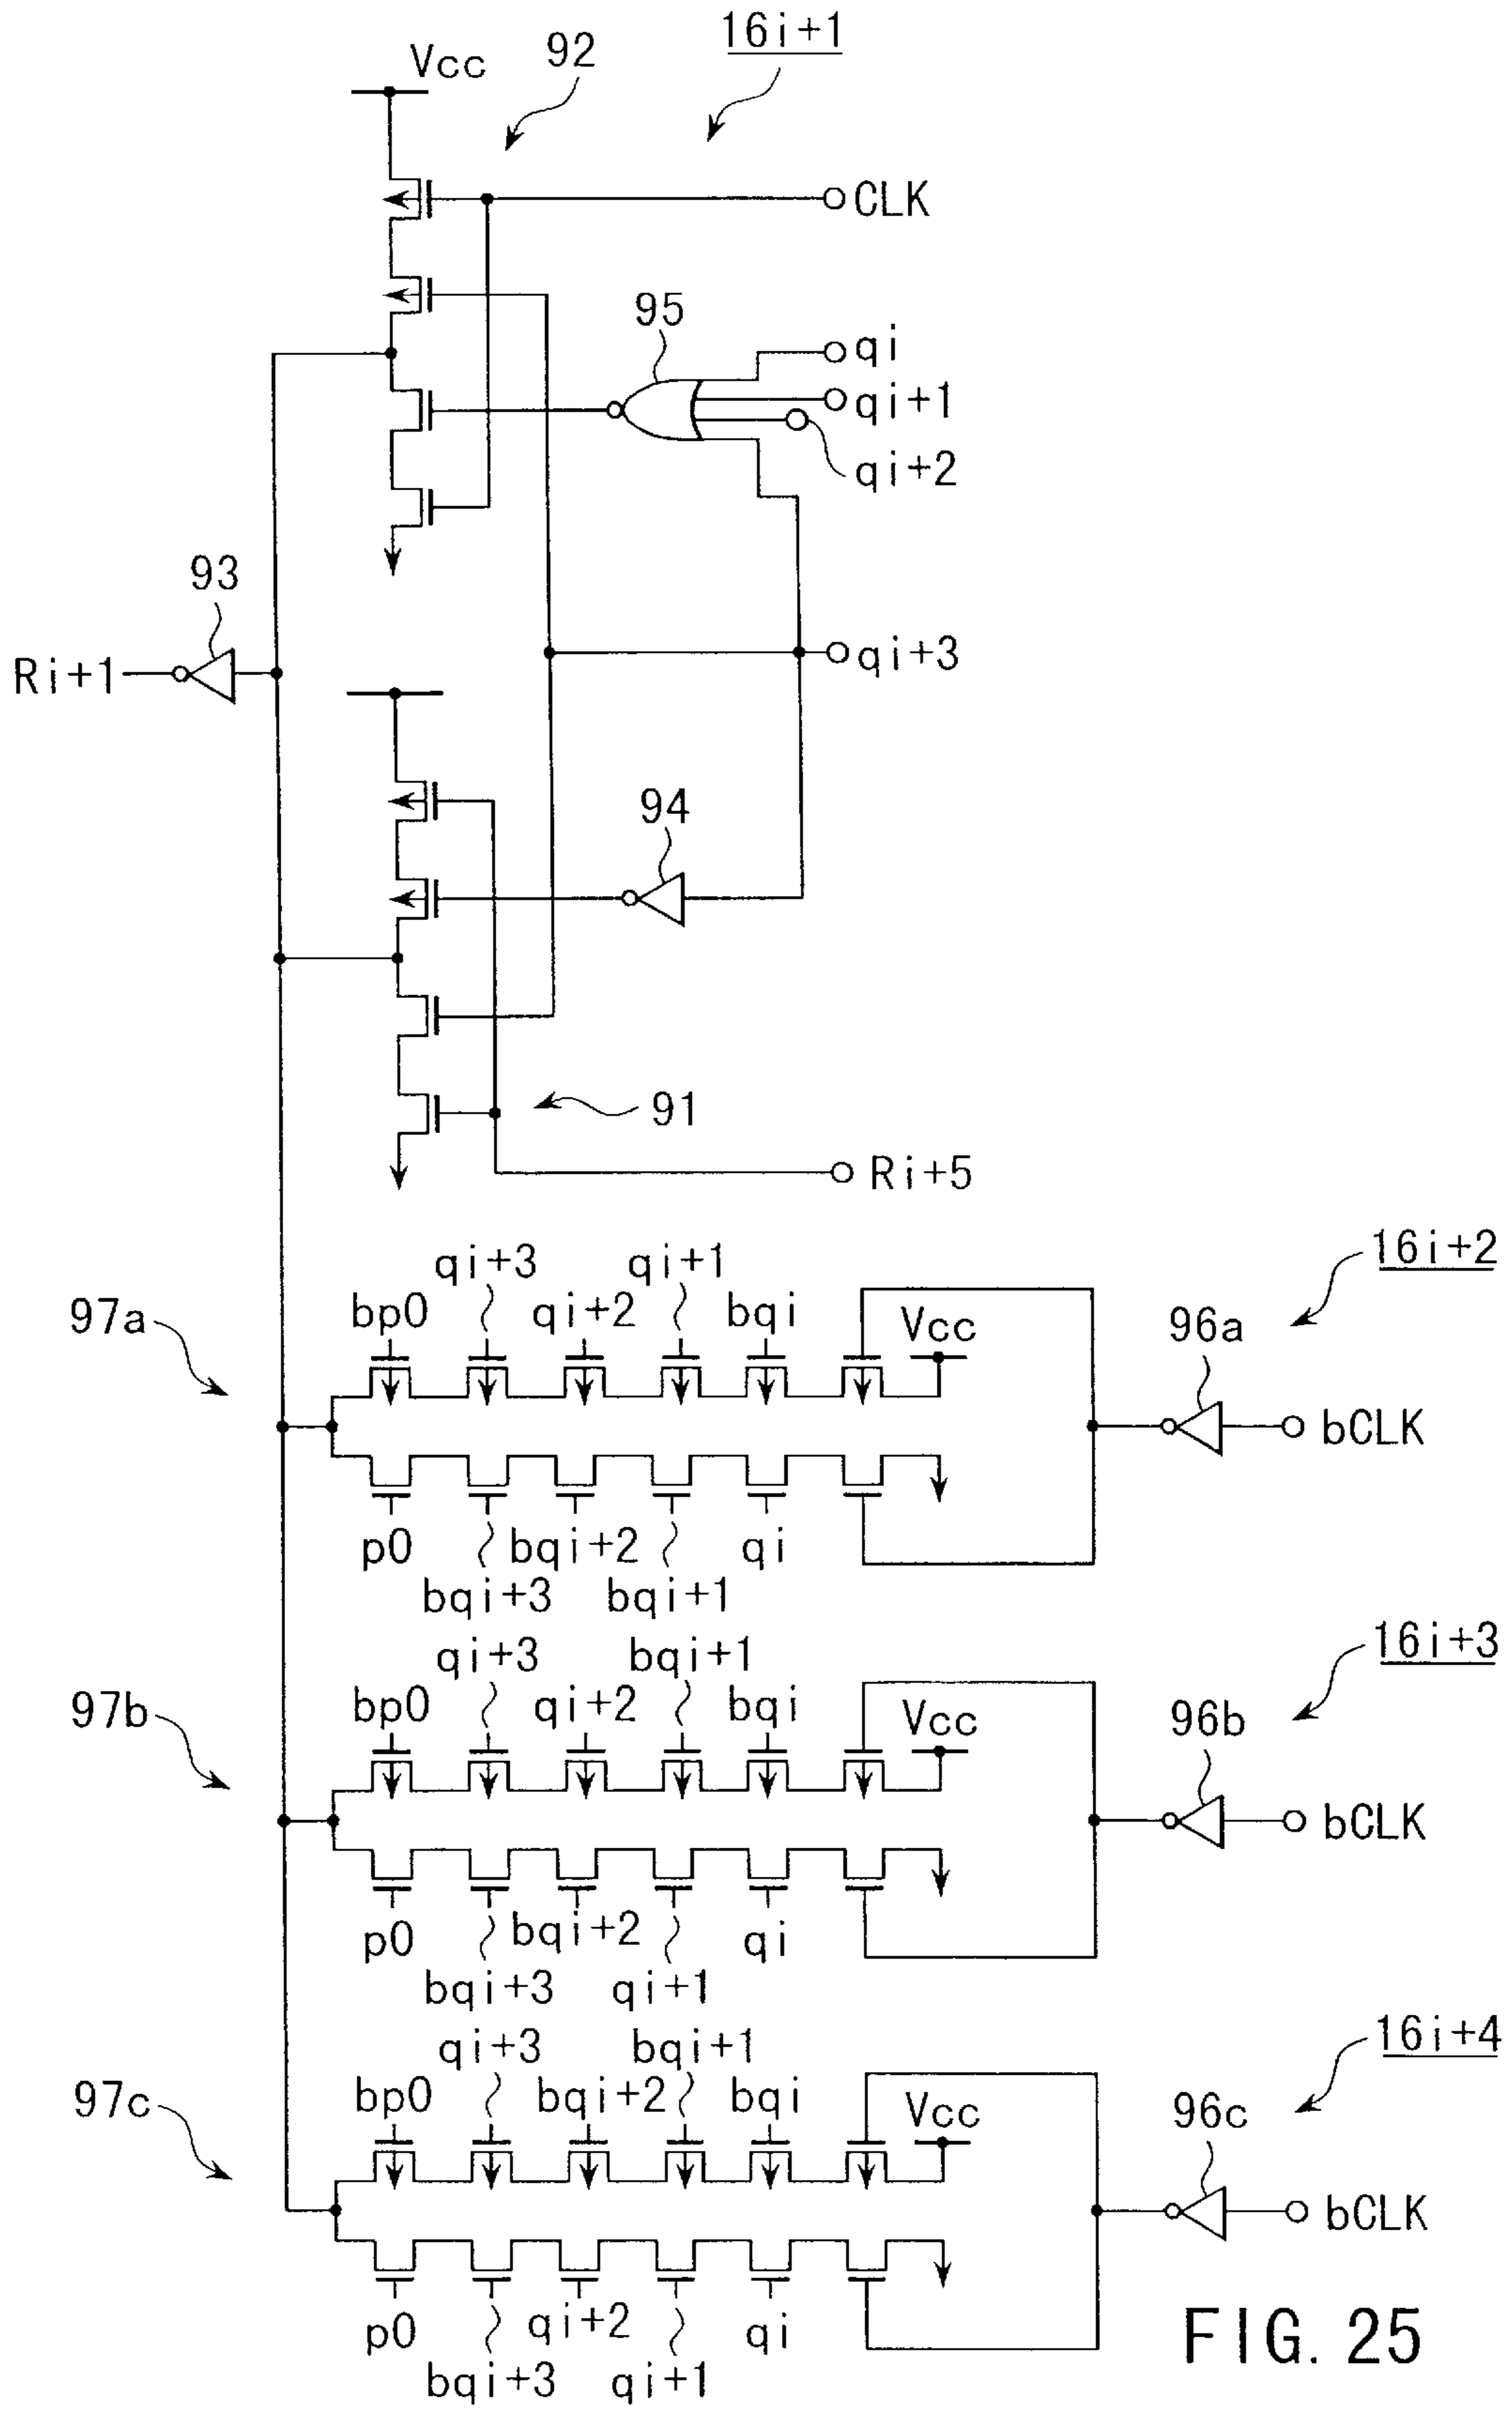 16i+1
92
Vcc
CLK
95
qi
qi+1
qi+2
93
Ri+1
qi+3
94
91
Ri+5
16i+2
qi+3 qi+1
97a bp0 qi+2 bqi Vcc 96a
bCLK
p0 bqi+2 qi
bqi+3 bqi+1
16i+3
qi+3 bqi+1
97b bp0 qi+2 bqi Vcc 96b
bCLK
p0 bqi+2 qi
bqi+3 qi+1
16i+4
qi+3 bqi+1
97c bp0 bqi+2 bqi Vcc 96c
bCLK
p0 qi+2 qi
bqi+3 qi+1
FIG. 25